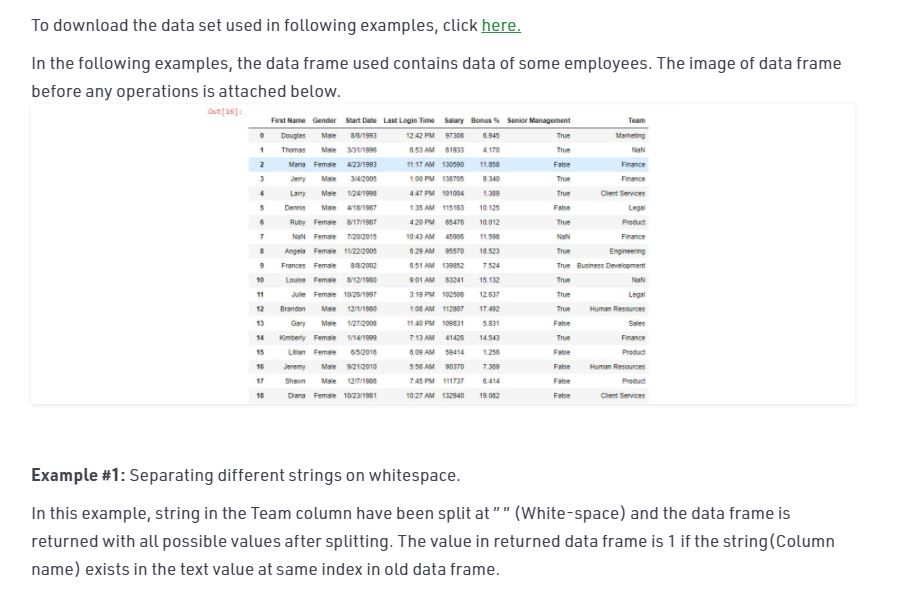 To download the data set used in following examples, click here.
In the following examples, the data frame used contains data of some employees. The image of data frame
before any operations is attached below.
Out[16]:
First Name Gender Start Date Last Login Time Salary Bonus % Senior Management Team
0 Douglas Male 8/6/1993 12:42 PM 97308 6.945 True Marketing
1 Thomas Male 3/31/1996 6:53 AM 61933 4.170 True NaN
2 Maria Female 4/23/1993 11:17 AM 130590 11.858 False Finance
3 Jerry Male 3/4/2005 1:00 PM 138705 9.340 True Finance
4 Larry Male 1/24/1998 4:47 PM 101004 1.389 True Client Services
5 Dennis Male 4/18/1987 1:35 AM 115163 10.125 False Legal
6 Ruby Female 8/17/1987 4:20 PM 65476 10.012 True Product
7 NaN Female 7/20/2015 10:43 AM 45906 11.598 NaN Finance
8 Angela Female 11/22/2005 6:29 AM 95570 18.523 True Engineering
9 Frances Female 8/8/2002 6:51 AM 139852 7.524 True Business Development
10 Louise Female 8/12/1980 9:01 AM 63241 15.132 True NaN
11 Julie Female 10/26/1997 3:19 PM 102508 12.637 True Legal
12 Brandon Male 12/1/1980 1:08 AM 112807 17.492 True Human Resources
13 Gary Male 1/27/2008 11:40 PM 109831 5.831 False Sales
14 Kimberly Female 1/14/1999 7:13 AM 41426 14.543 True Finance
15 Lillian Female 6/5/2016 6:09 AM 59414 1.256 False Product
16 Jeremy Male 9/21/2010 5:56 AM 90370 7.369 False Human Resources
17 Shawn Male 12/7/1986 7:45 PM 111737 6.414 False Product
18 Diana Female 10/23/1981 10:27 AM 132940 19.082 False Client Services
Example #1: Separating different strings on whitespace.
In this example, string in the Team column have been split at " " (White-space) and the data frame is
returned with all possible values after splitting. The value in returned data frame is 1 if the string(Column
name) exists in the text value at same index in old data frame.